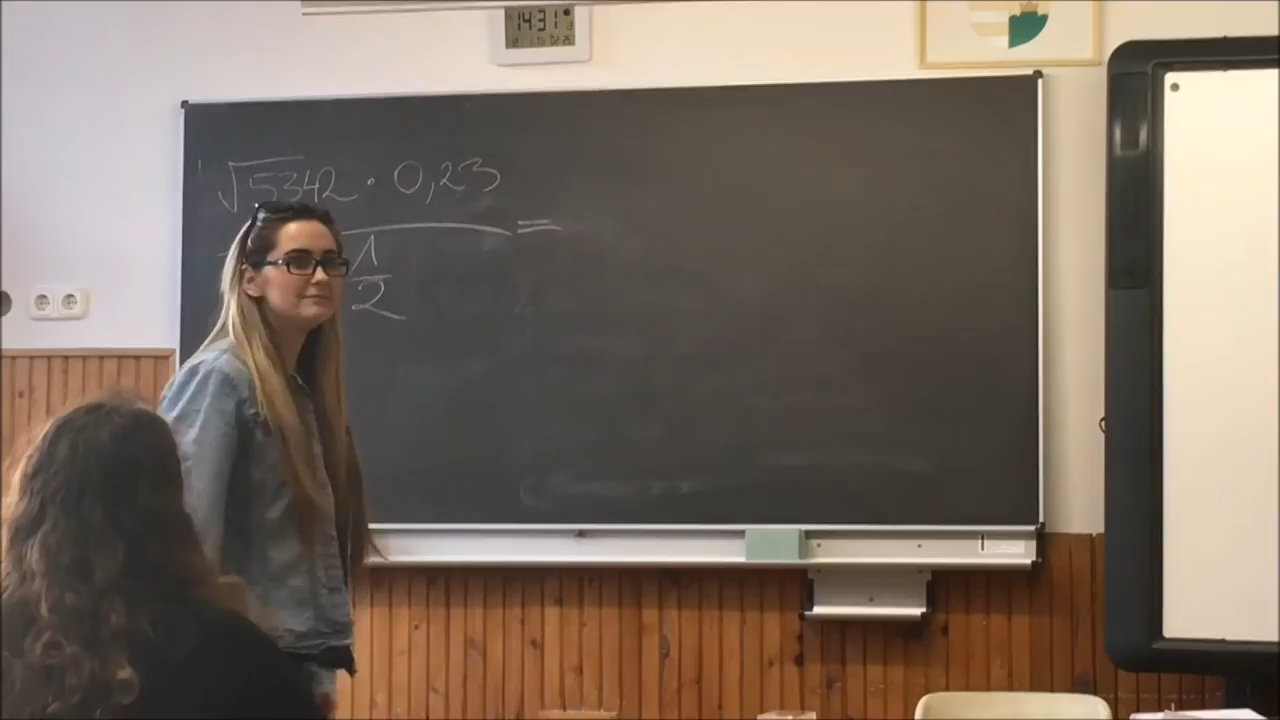 14:31
√5342 · 0,23
=
1
2